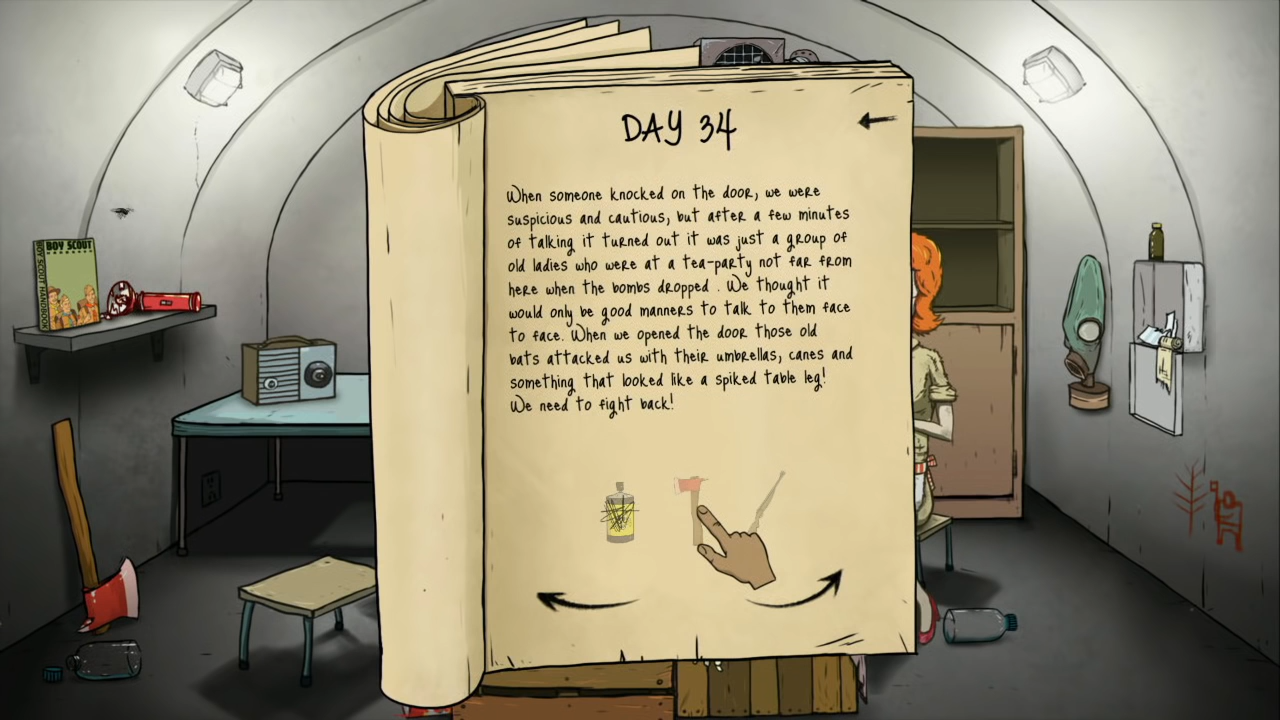 DAY 34
When someone knocked on the door, we were
suspicious and cautious, but after a few minutes
of talking it turned out it was just a group of
old ladies who were at a tea-party not far from
here when the bombs dropped . We thought it
would only be good manners to talk to them face
to face. When we opened the door those old
bats attacked us with their umbrellas, canes and
something that looked like a spiked table leg!
We need to fight back!
BOY SCOUT
BOY SCOUT HANDBOOK